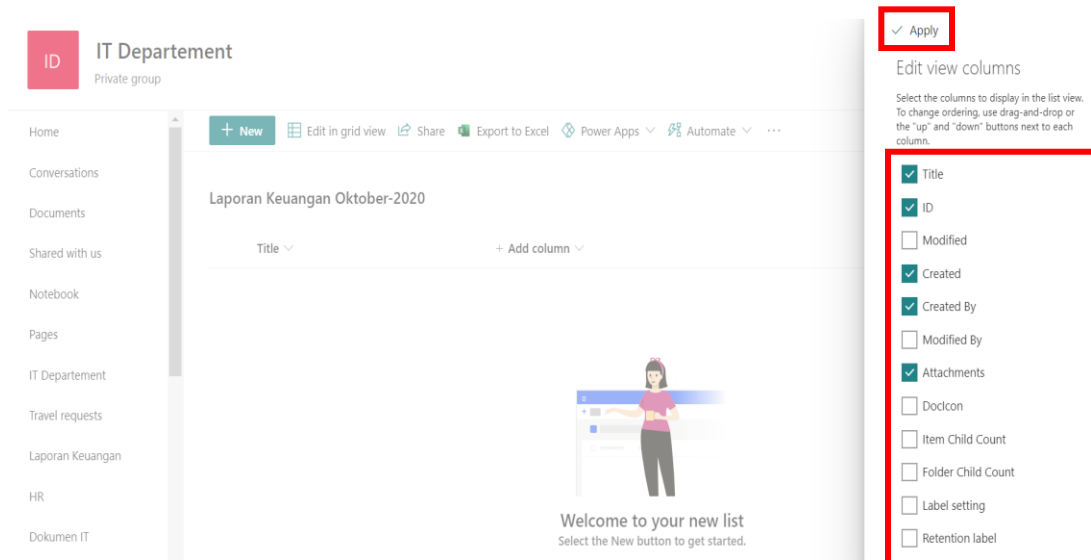 ID
IT Departement
Private group
Home
Conversations
Documents
Shared with us
Notebook
Pages
IT Departement
Travel requests
Laporan Keuangan
HR
Dokumen IT
+ New
Edit in grid view
Share
Export to Excel
Power Apps
Automate
...
Laporan Keuangan Oktober-2020
Title
+ Add column
Welcome to your new list
Select the New button to get started.
Apply
Edit view columns
Select the columns to display in the list view.
To change ordering, use drag-and-drop or
the "up" and "down" buttons next to each
column.
Title
ID
Modified
Created
Created By
Modified By
Attachments
DocIcon
Item Child Count
Folder Child Count
Label setting
Retention label